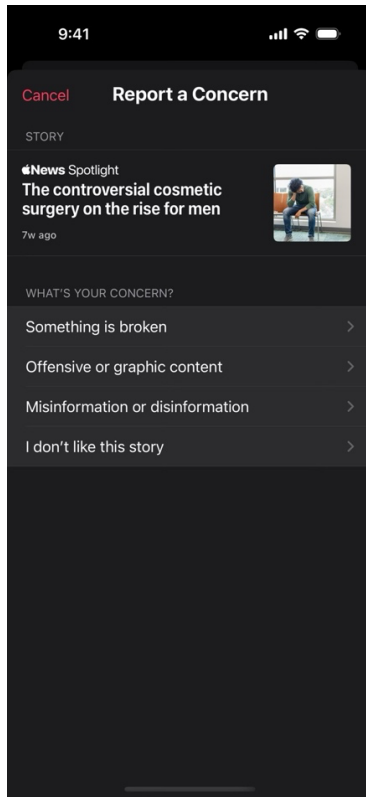 9:41
Cancel Report a Concern
STORY
News Spotlight
The controversial cosmetic
surgery on the rise for men
7w ago
WHAT'S YOUR CONCERN?
Something is broken
Offensive or graphic content
Misinformation or disinformation
I don’t like this story